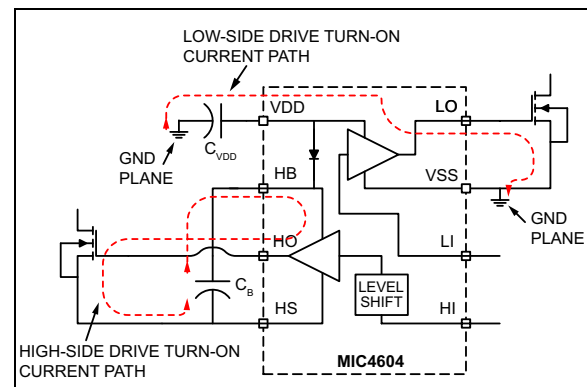 LOW-SIDE DRIVE TURN-ON
CURRENT PATH
VDD
LO
GND
PLANE
CVDD
VSS
HB
GND
PLANE
HO
LI
CB
LEVEL
SHIFT
HS
HI
HIGH-SIDE DRIVE TURN-ON
CURRENT PATH
MIC4604